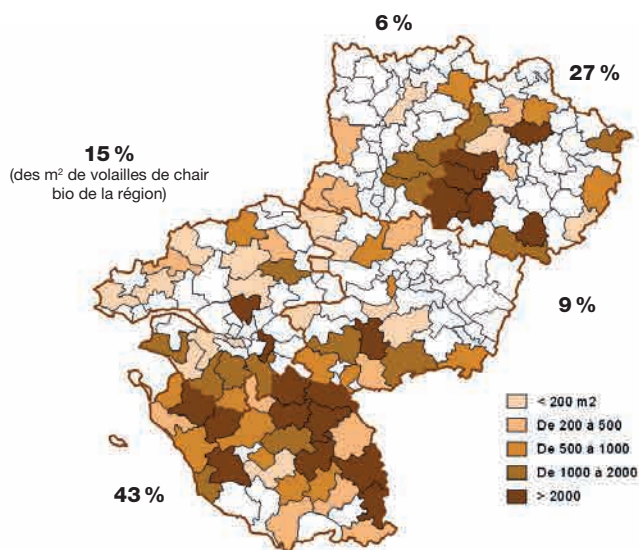 6 %
27 %
15 %
(des m² de volailles de chair
bio de la région)
9 %
43 %
< 200 m2
De 200 à 500
De 500 à 1000
De 1000 à 2000
> 2000